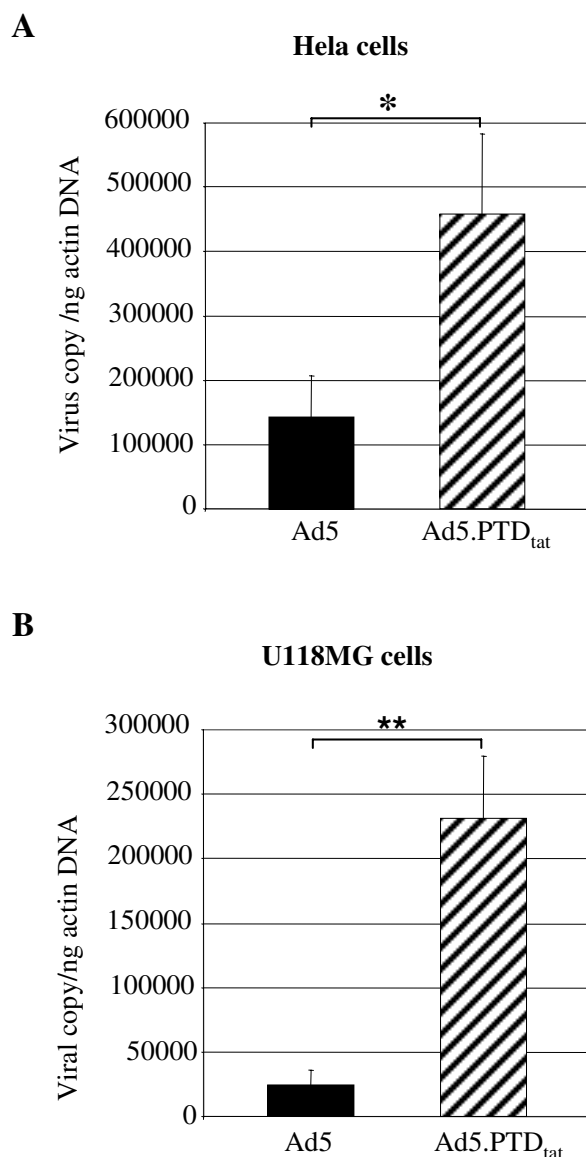 A
Hela cells
*
Virus copy /ng actin DNA
600000
500000
400000
300000
200000
100000
0
Ad5
Ad5.PTDtat
B
U118MG cells
**
Viral copy/ng actin DNA
300000
250000
200000
150000
100000
50000
0
Ad5
Ad5.PTDtat